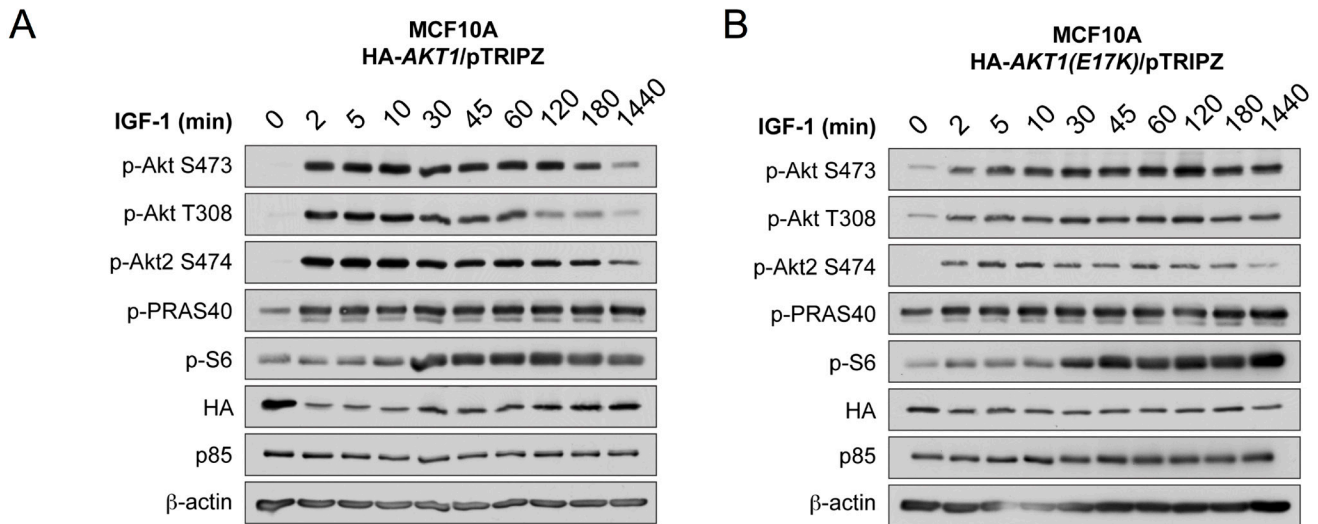 A
MCF10A
HA-AKT1/pTRIPZ
IGF-1 (min) 0 2 5 10 30 45 60 120 180 1440
p-Akt S473
p-Akt T308
p-Akt2 S474
p-PRAS40
p-S6
HA
p85
β-actin
B
MCF10A
HA-AKT1(E17K)/pTRIPZ
IGF-1 (min) 0 2 5 10 30 45 60 120 180 1440
p-Akt S473
p-Akt T308
p-Akt2 S474
p-PRAS40
p-S6
HA
p85
β-actin